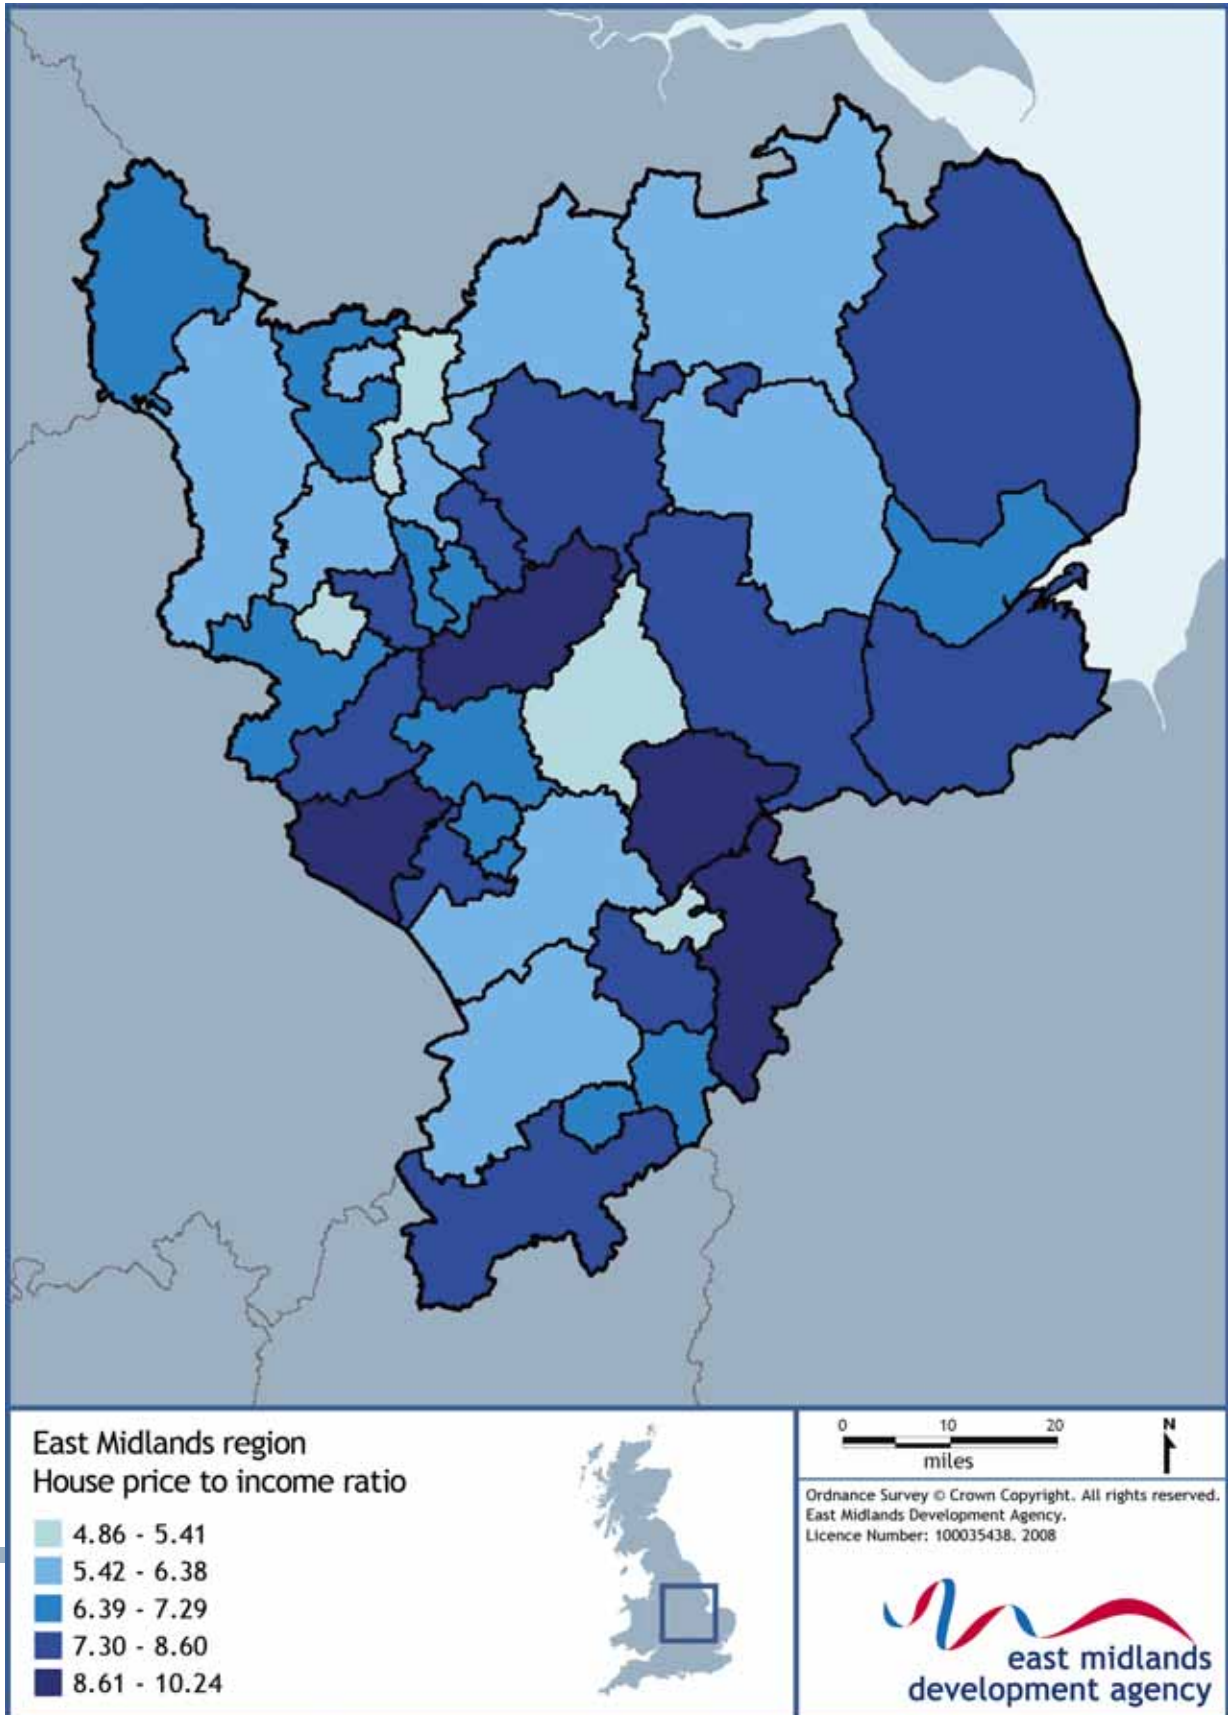 East Midlands region
House price to income ratio
4.86 - 5.41
5.42 - 6.38
6.39 - 7.29
7.30 - 8.60
8.61 - 10.24
0 10 20
miles
N
Ordnance Survey © Crown Copyright. All rights reserved.
East Midlands Development Agency.
Licence Number: 100035438. 2008
east midlands
development agency